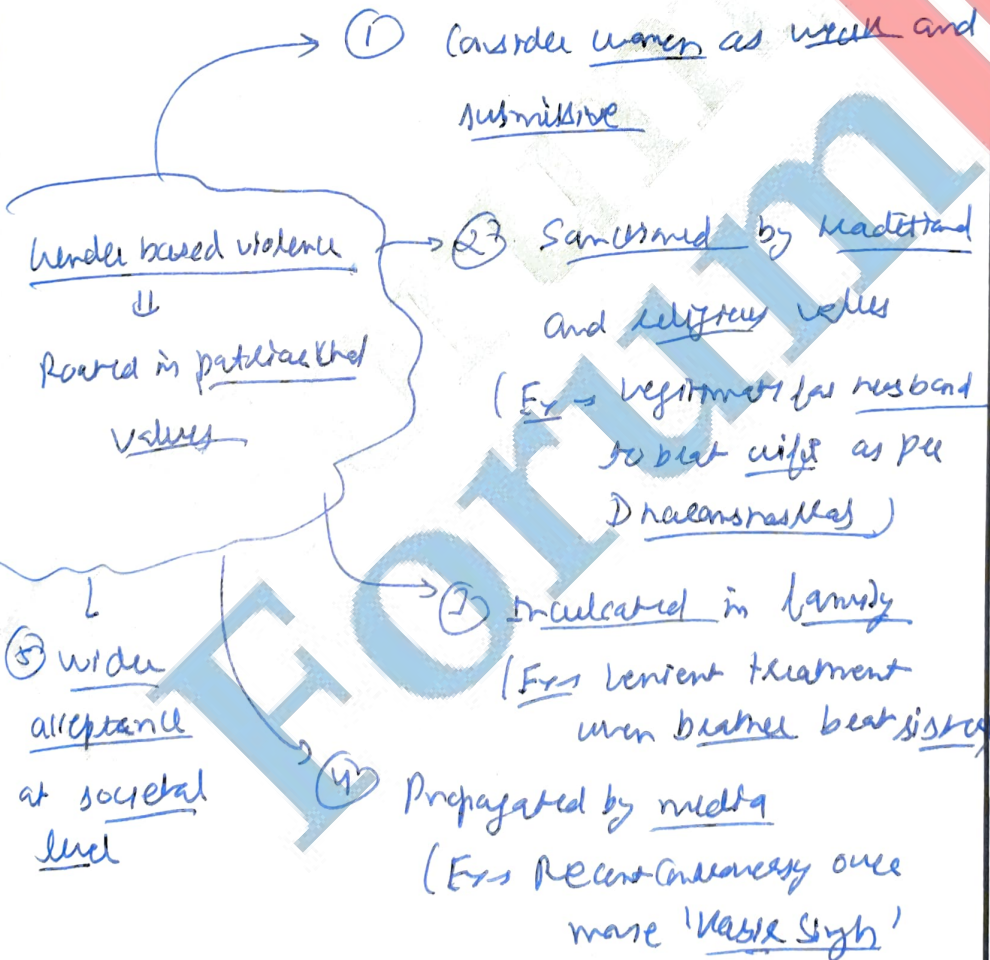 ① Consider women as weak and
submissive
Gender based violence
⇓
Rooted in patriarchal
values
② Sanctioned by traditional
and religious values
(Ex → legitimate for husband
to beat wife as per
Dharamshastras)
③ Inculcated in family
(Ex → lenient treatment
when brother beat sister
④ Propagated by media
(Ex → Recent controversy over
movie 'Kabir Singh'
⑤ wider
acceptance
at societal
level
Forum